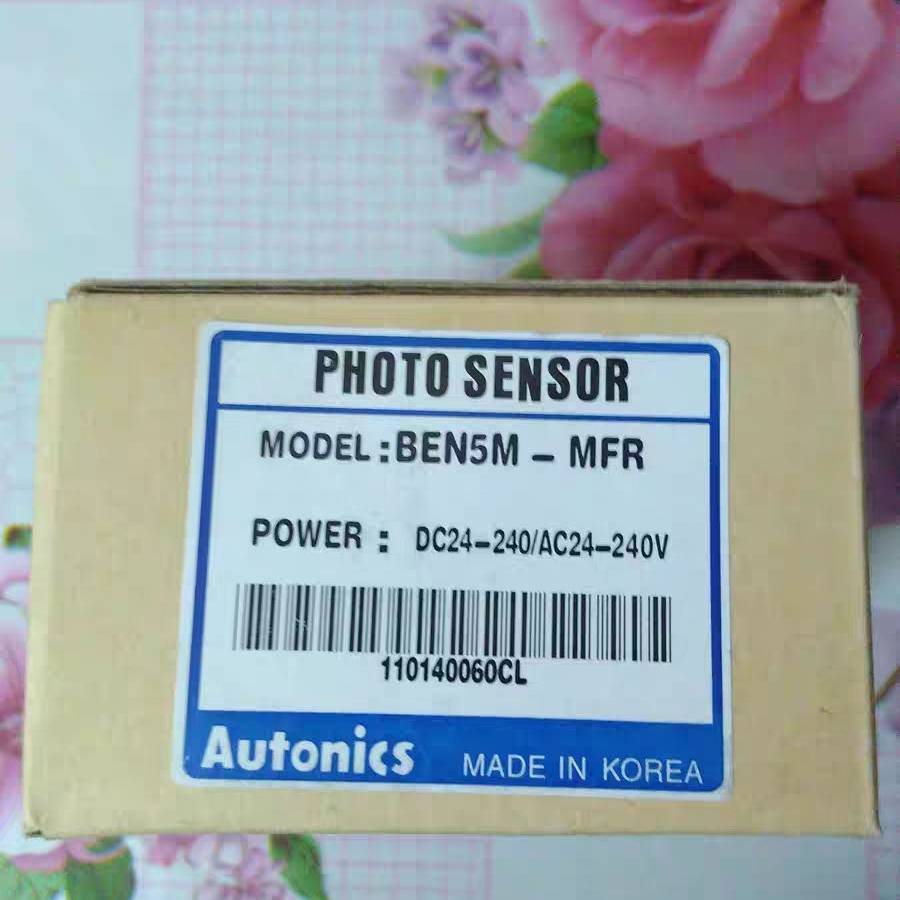 PHOTO SENSOR
MODEL : BEN5M - MFR
POWER : DC24-240/AC24-240V
110140060CL
Autonics MADE IN KOREA